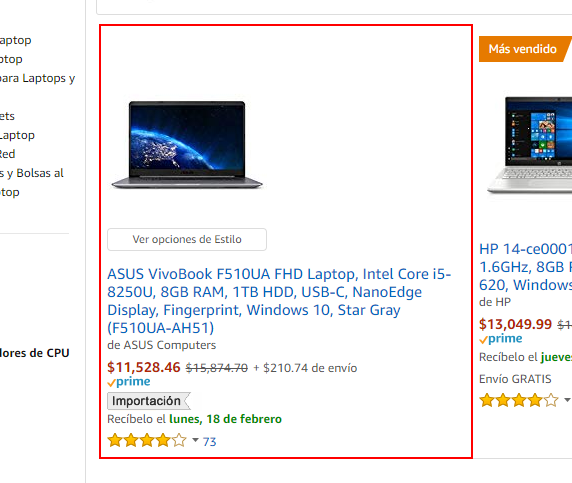 aptop
otop
para Laptops y
ets
Laptop
Red
s y Bolsas al
top
dores de CPU
Ver opciones de Estilo
ASUS VivoBook F510UA FHD Laptop, Intel Core i5-
8250U, 8GB RAM, 1TB HDD, USB-C, NanoEdge
Display, Fingerprint, Windows 10, Star Gray
(F510UA-AH51)
de ASUS Computers
$11,528.46 $15,874.70 + $210.74 de envío
prime
Importación
Recíbelo el lunes, 18 de febrero
73
Más vendido
HP 14-ce0001
1.6GHz, 8GB R
620, Windows
de HP
$13,049.99 $1
prime
Recíbelo el jueves
Envío GRATIS